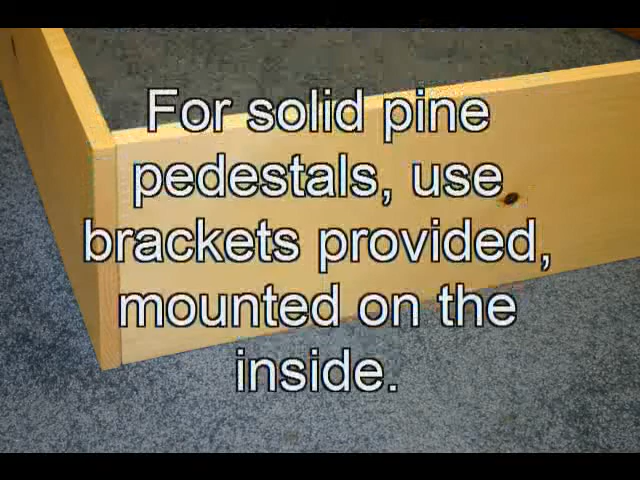 For solid pine
pedestals, use
brackets provided,
mounted on the
inside.